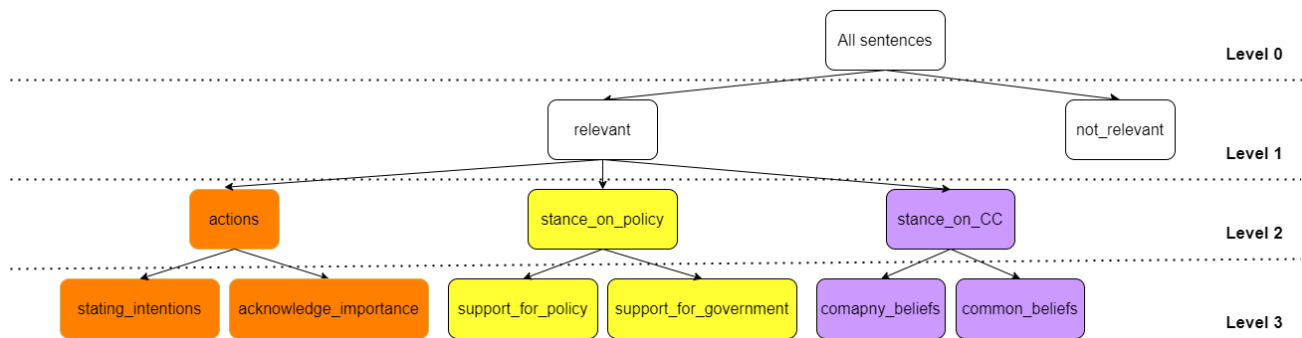 All sentences
Level 0
relevant
not_relevant
Level 1
actions
stance_on_policy
stance_on_CC
Level 2
stating_intentions
acknowledge_importance
support_for_policy
support_for_government
comapny_beliefs
common_beliefs
Level 3